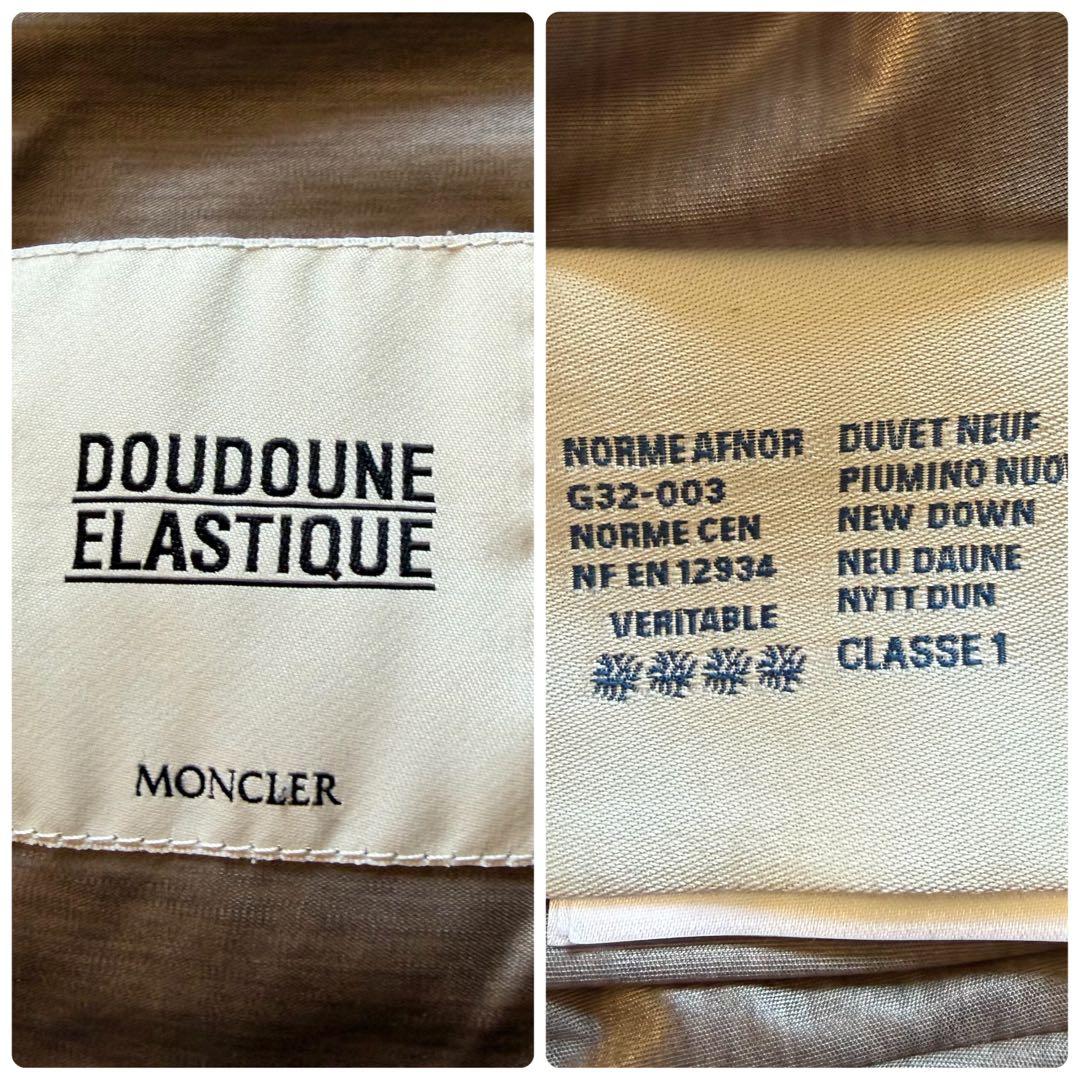 DOUDOUNE
ELASTIQUE
MONCLER
NORME AFNOR
G32-003
NORME CEN
NF EN 12934
VERITABLE
DUVET NEUF
PIUMINO NUO
NEW DOWN
NEU DAUNE
NYTT DUN
CLASSE 1